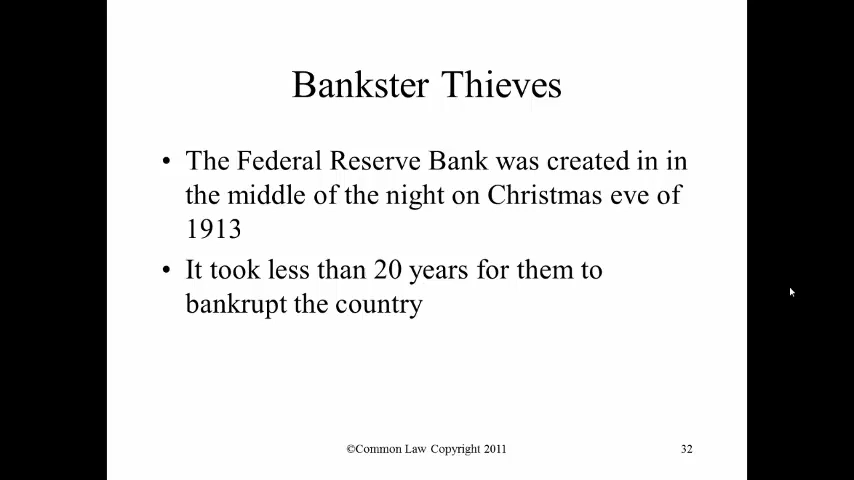 Bankster Thieves
• The Federal Reserve Bank was created in in
the middle of the night on Christmas eve of
1913
• It took less than 20 years for them to
bankrupt the country
©Common Law Copyright 2011
32